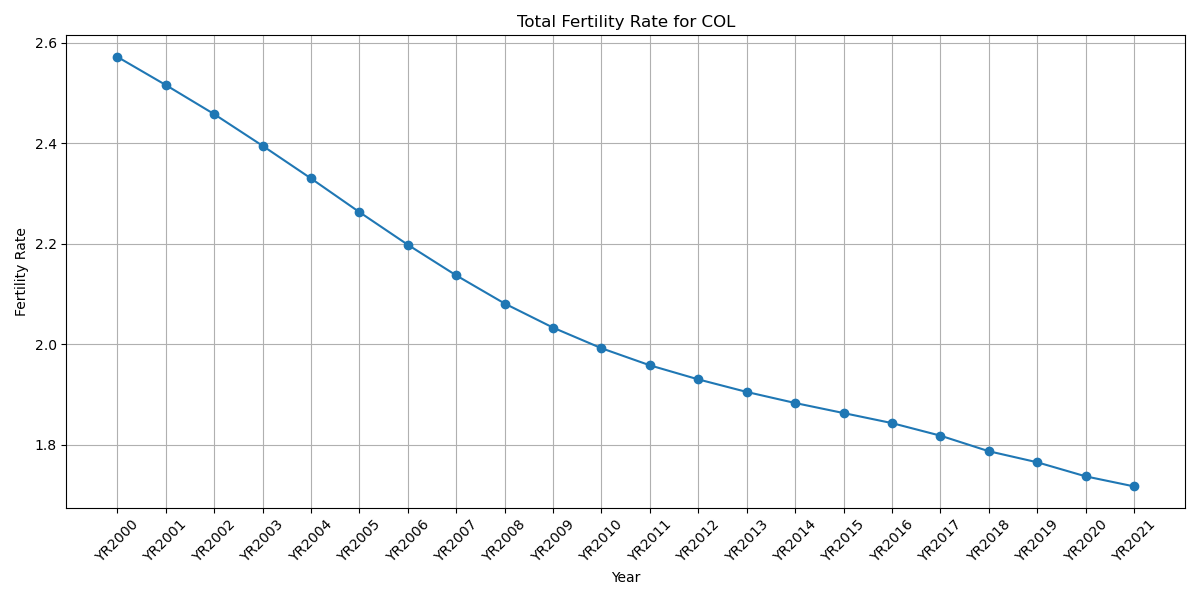 Total Fertility Rate for COL
2.6
2.4
2.2
2.0
1.8
Fertility Rate
YR2000
YR2001
YR2002
YR2003
YR2004
YR2005
YR2006
YR2007
YR2008
YR2009
YR2010
YR2011
YR2012
YR2013
YR2014
YR2015
YR2016
YR2017
YR2018
YR2019
YR2020
YR2021
Year